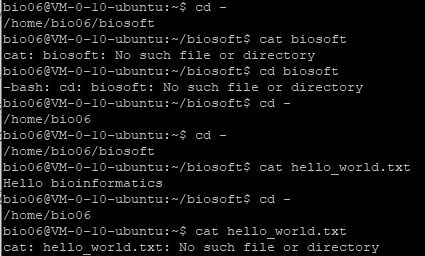 bio06@VM-0-10-ubuntu:~$ cd -
/home/bio06/biosoft
bio06@VM-0-10-ubuntu:~/biosoft$ cat biosoft
cat: biosoft: No such file or directory
bio06@VM-0-10-ubuntu:~/biosoft$ cd biosoft
-bash: cd: biosoft: No such file or directory
bio06@VM-0-10-ubuntu:~/biosoft$ cd -
/home/bio06
bio06@VM-0-10-ubuntu:~$ cd -
/home/bio06/biosoft
bio06@VM-0-10-ubuntu:~/biosoft$ cat hello_world.txt
Hello bioinformatics
bio06@VM-0-10-ubuntu:~/biosoft$ cd -
/home/bio06
bio06@VM-0-10-ubuntu:~$ cat hello_world.txt
cat: hello_world.txt: No such file or directory